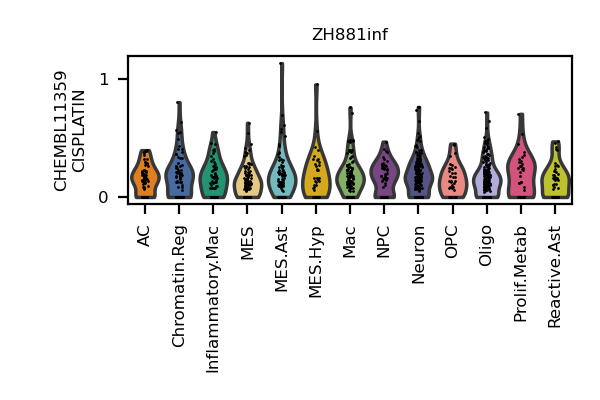 ZH881inf
CHEMBL11359
CISPLATIN
1
0
AC
Chromatin.Reg
Inflammatory.Mac
MES
MES.Ast
MES.Hyp
Mac
NPC
Neuron
OPC
Oligo
Prolif.Metab
Reactive.Ast